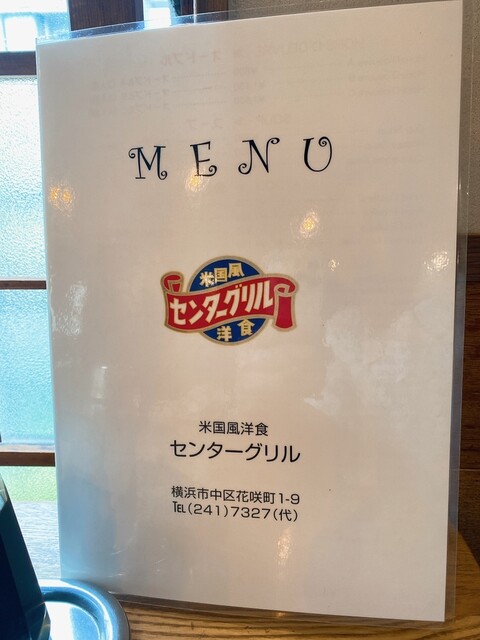 MENU
米国風
センターグリル
洋食
米国風洋食
センターグリル
横浜市中区花咲町1-9
℡(241)7327(代)